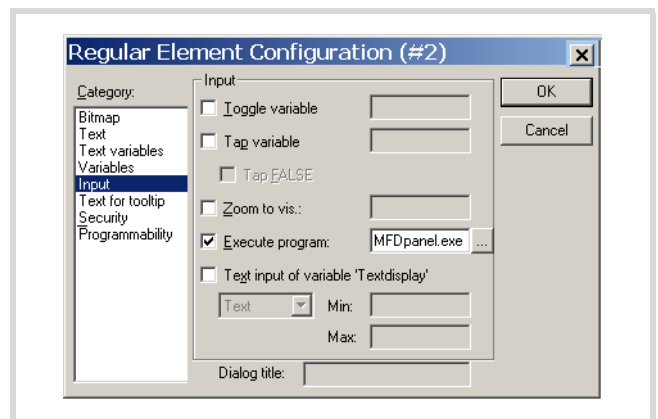 Regular Element Configuration (#2)
Category:
Bitmap
Text
Text variables
Variables
Input
Text for tooltip
Security
Programmability
Input
Toggle variable
Tap variable
Tap FALSE
Zoom to vis.:
Execute program: MFDpanel.exe ...
Text input of variable 'Textdisplay'
Text Min:
Max:
Dialog title:
OK
Cancel